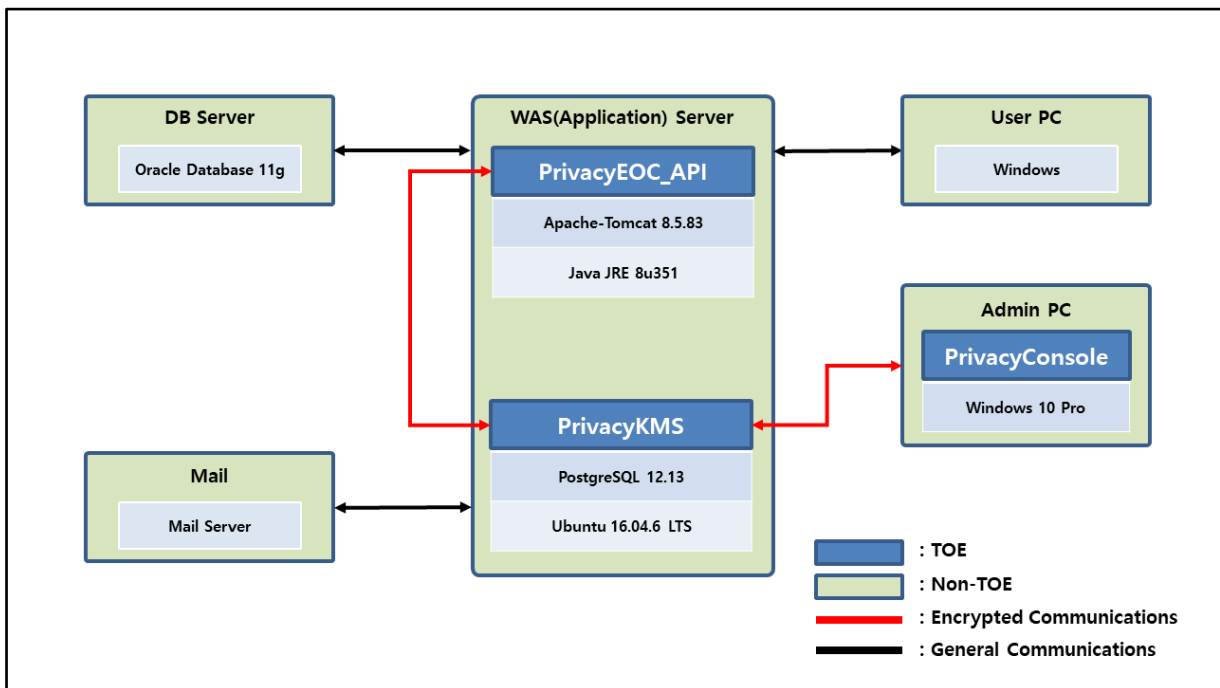 DB Server
Oracle Database 11g
WAS(Application) Server
PrivacyEOC_API
Apache-Tomcat 8.5.83
Java JRE 8u351
User PC
Windows
Admin PC
PrivacyConsole
Windows 10 Pro
PrivacyKMS
PostgreSQL 12.13
Ubuntu 16.04.6 LTS
Mail
Mail Server
: TOE
: Non-TOE
: Encrypted Communications
: General Communications